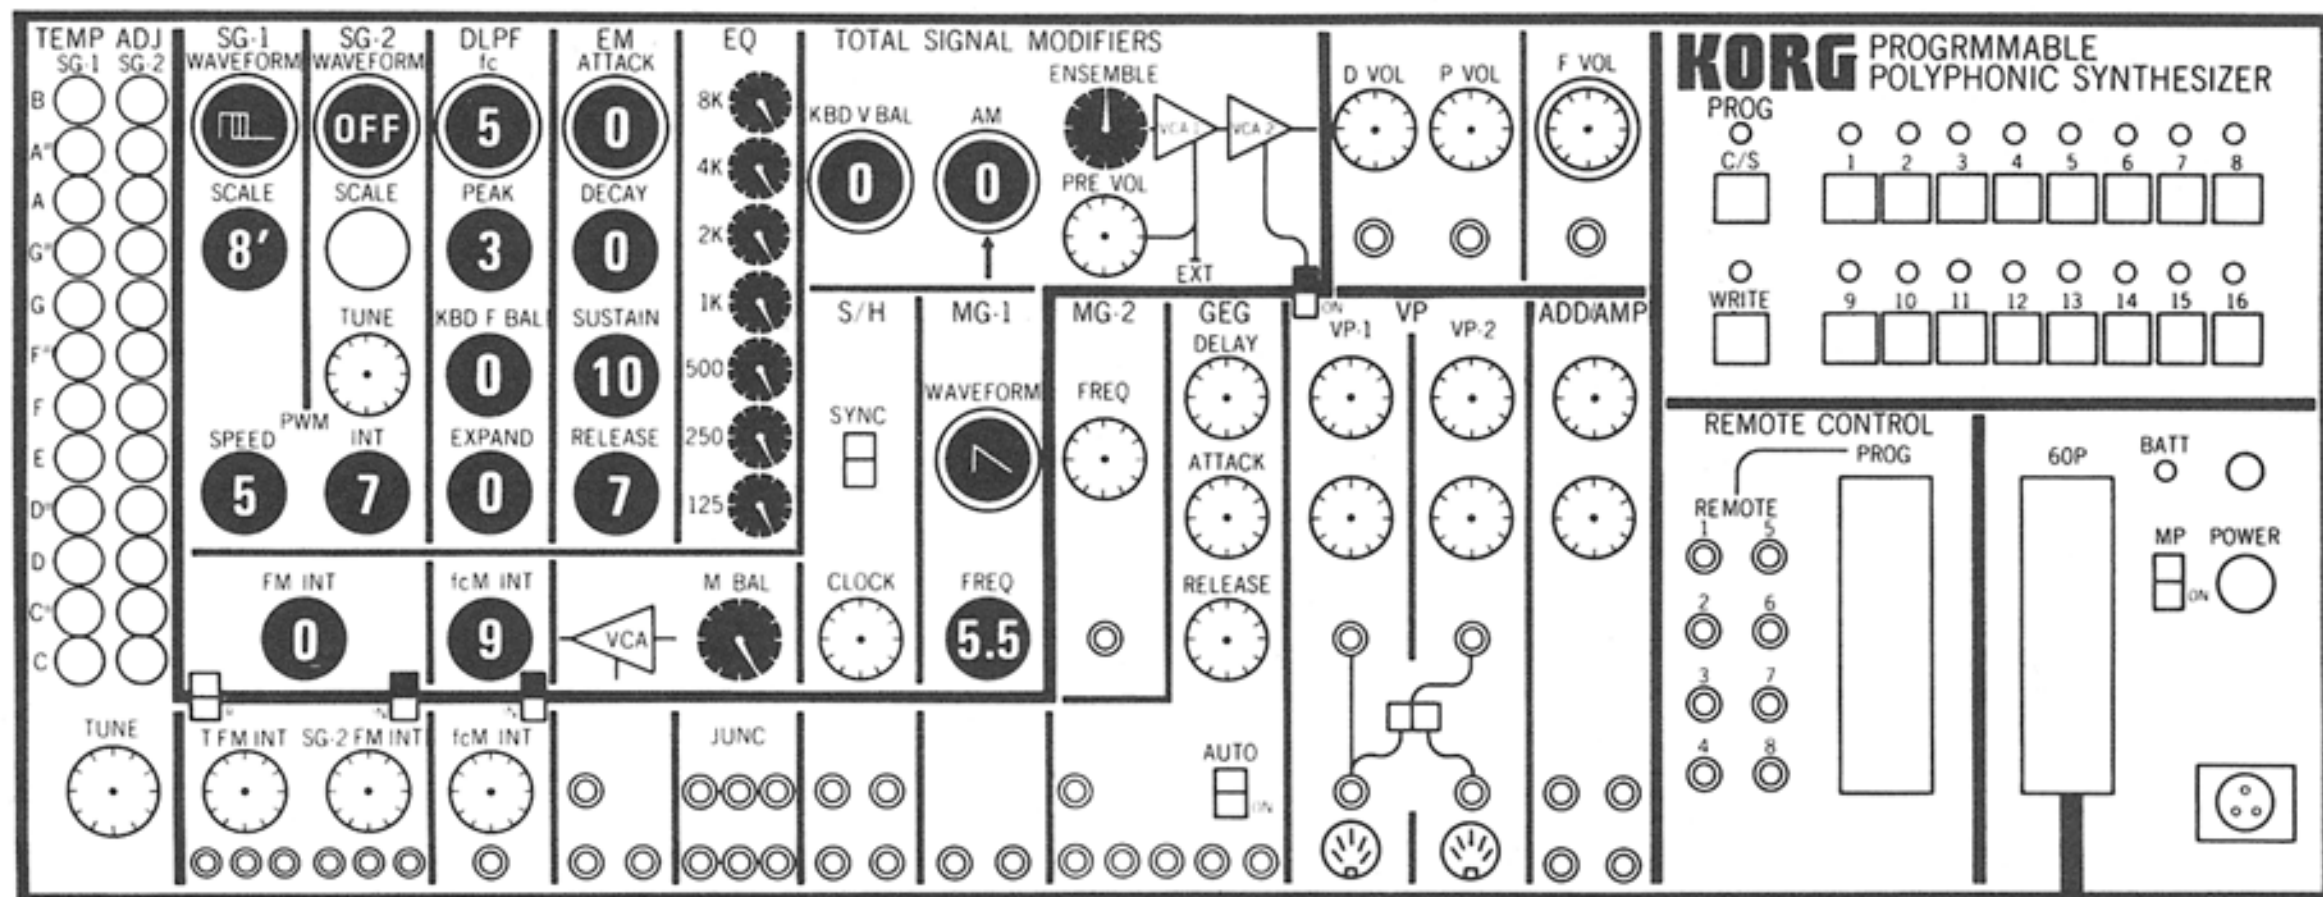 TEMP ADJ
SG-1 SG-2
B
A#
A
G#
G
F#
F
E
D#
D
C#
C
TUNE
SG-1
WAVEFORM
SCALE
8'
SPEED
5
SG-2
WAVEFORM
OFF
SCALE
TUNE
PWM
INT
7
DLPF
fc
5
PEAK
3
KBD F BAL
0
EXPAND
0
EM
ATTACK
0
DECAY
0
SUSTAIN
10
RELEASE
7
EQ
8K
4K
2K
1K
500
250
125
FM INT
0
fcM INT
9
VCA
M BAL
T FM INT
SG-2 FM INT
fcM INT
JUNC
TOTAL SIGNAL MODIFIERS
KBD V BAL
0
AM
0
ENSEMBLE
VCA 1
VCA 2
PRE VOL
EXT
ON
S/H
SYNC
CLOCK
MG-1
WAVEFORM
FREQ
5.5
MG-2
FREQ
GEG
DELAY
ATTACK
RELEASE
AUTO
ON
D VOL
P VOL
F VOL
VP
VP-1
VP-2
ADD/AMP
KORG PROGRMMABLE
POLYPHONIC SYNTHESIZER
PROG
C/S
1 2 3 4 5 6 7 8
WRITE
9 10 11 12 13 14 15 16
REMOTE CONTROL
PROG
REMOTE
1 5
2 6
3 7
4 8
60P
BATT
MP
ON
POWER